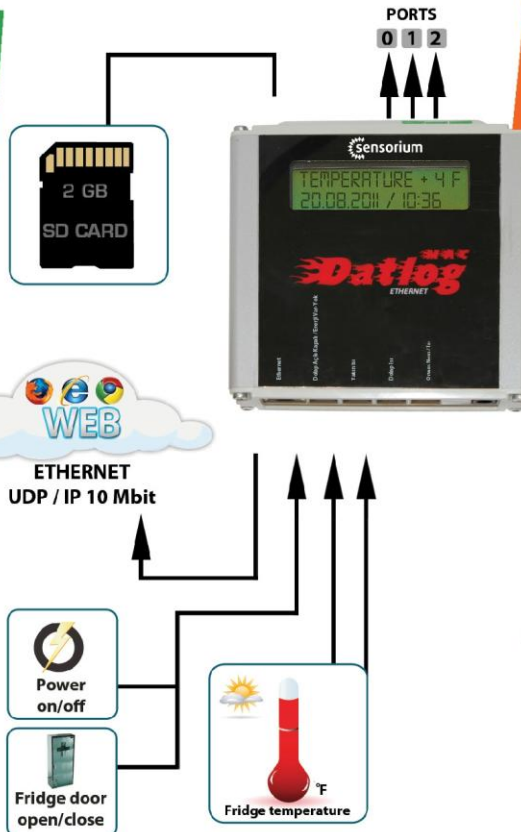 PORTS
0 1 2
2 GB
SD CARD
sensorium
TEMPERATURE + 4 F
20.08.2011 / 10:36
Datlog
ETHERNET
Ethernet
WEB
ETHERNET
UDP / IP 10 Mbit
Power
on/off
Fridge door
open/close
°F
Fridge temperature